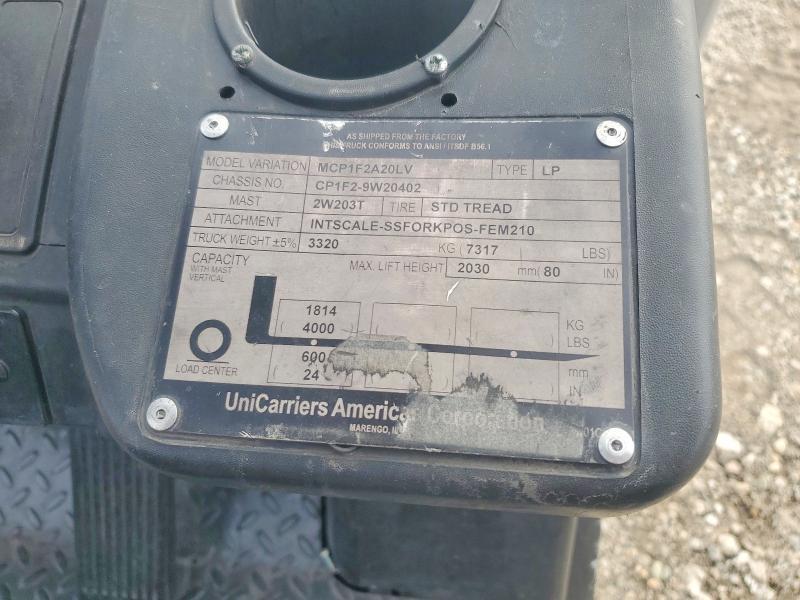 AS SHIPPED FROM THE FACTORY
TRUCK CONFORMS TO ANSI / ITSDF B56.1
MODEL VARIATION MCP1F2A20LV TYPE LP
CHASSIS NO. CP1F2-9W20402
MAST 2W203T TIRE STD TREAD
ATTACHMENT INTSCALE-SSFORKPOS-FEM210
TRUCK WEIGHT ±5% 3320 KG ( 7317 LBS)
CAPACITY
WITH MAST
VERTICAL
MAX. LIFT HEIGHT 2030 mm ( 80 IN)
1814 KG
( 4000 ) ( ) ( ) LBS
600 mm
( 24 IN
LOAD CENTER
UniCarriers Americas Corporation
MARENGO, IL